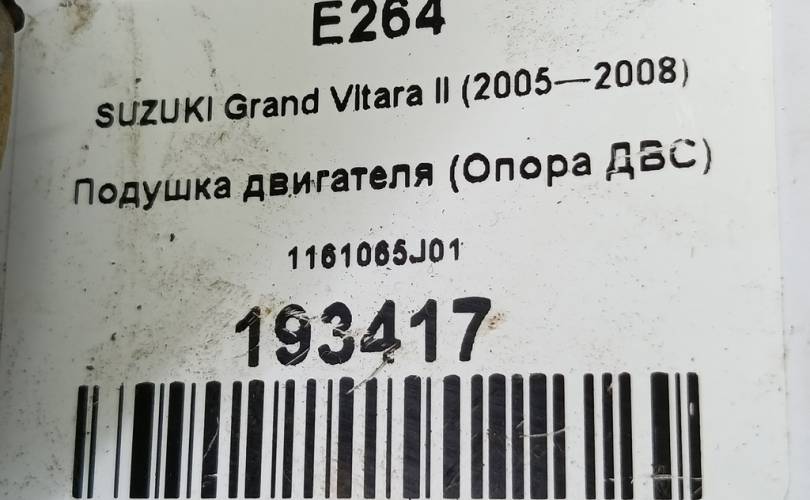 E264
SUZUKI Grand Vitara II (2005—2008)
Подушка двигателя (Опора ДВС)
1161065J01
193417